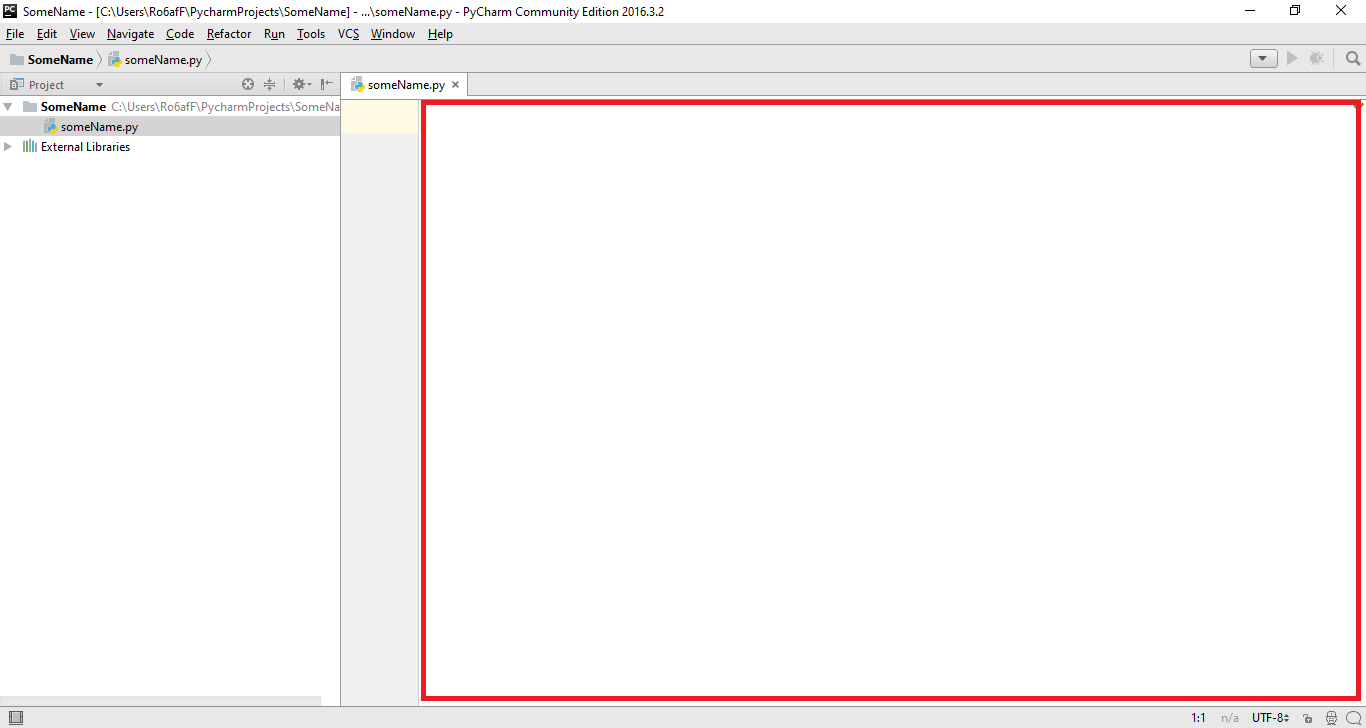 SomeName - [C:\Users\Ro6afF\PycharmProjects\SomeName] - ...\someName.py - PyCharm Community Edition 2016.3.2
File Edit View Navigate Code Refactor Run Tools VCS Window Help
SomeName someName.py
Project
someName.py
SomeName C:\Users\Ro6afF\PycharmProjects\SomeNa
someName.py
External Libraries
1:1 n/a UTF-8